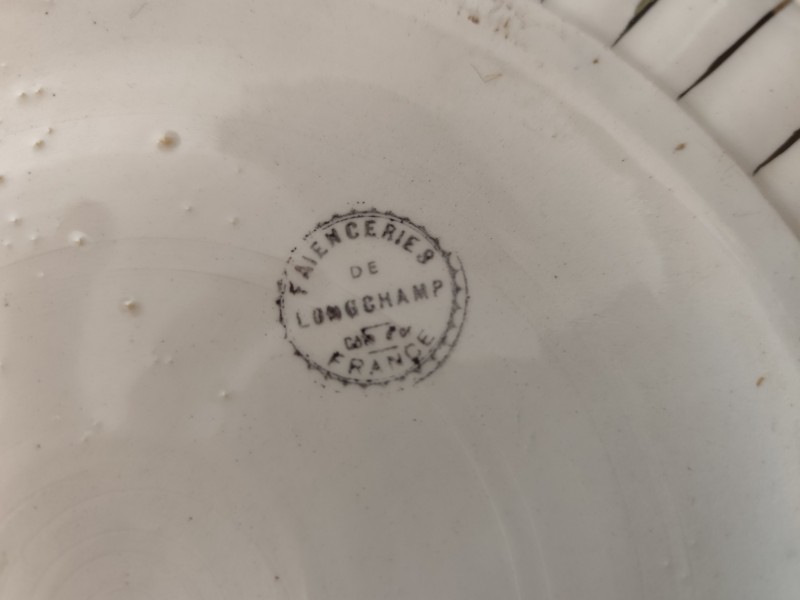 FAIENCERIES
DE
LONGCHAMP
FRANCE